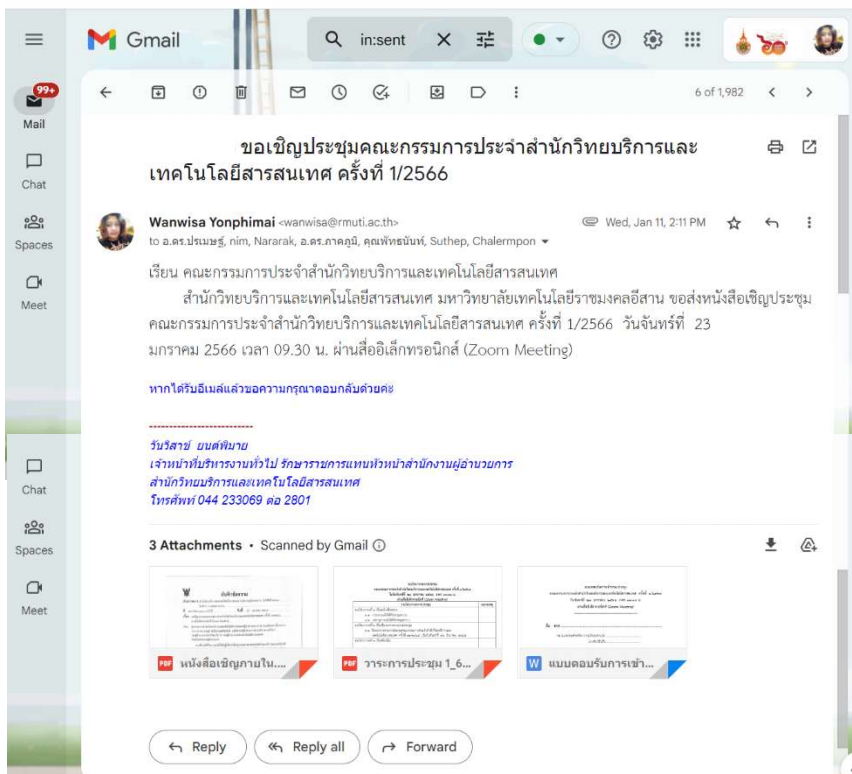 Gmail
in:sent
99+
Mail
6 of 1,982
Chat
Spaces
Meet
ขอเชิญประชุมคณะกรรมการประจำสำนักวิทยบริการและ
เทคโนโลยีสารสนเทศ ครั้งที่ 1/2566
Wanwisa Yonphimai <wanwisa@rmuti.ac.th>
Wed, Jan 11, 2:11 PM
to อ.ดร.ปรเมษฐ์, nim, Nararak, อ.ดร.ภาคภูมิ, คุณพัทธนันท์, Suthep, Chalermpon
เรียน คณะกรรมการประจำสำนักวิทยบริการและเทคโนโลยีสารสนเทศ
สำนักวิทยบริการและเทคโนโลยีสารสนเทศ มหาวิทยาลัยเทคโนโลยีราชมงคลอีสาน ขอส่งหนังสือเชิญประชุม
คณะกรรมการประจำสำนักวิทยบริการและเทคโนโลยีสารสนเทศ ครั้งที่ 1/2566 วันจันทร์ที่ 23
มกราคม 2566 เวลา 09.30 น. ผ่านสื่ออิเล็กทรอนิกส์ (Zoom Meeting)
หากได้รับอีเมล์แล้วขอความกรุณาตอบกลับด้วยค่ะ
--------------------------
วันวิสาข์ ยนต์พิมาย
เจ้าหน้าที่บริหารงานทั่วไป รักษาราชการแทนหัวหน้าสำนักงานผู้อำนวยการ
สำนักวิทยบริการและเทคโนโลยีสารสนเทศ
โทรศัพท์ 044 233069 ต่อ 2801
Chat
Spaces
Meet
3 Attachments • Scanned by Gmail
บันทึกข้อความ
PDF หนังสือเชิญภายใน....
PDF วาระการประชุม 1_6...
W แบบตอบรับการเข้า...
Reply
Reply all
Forward